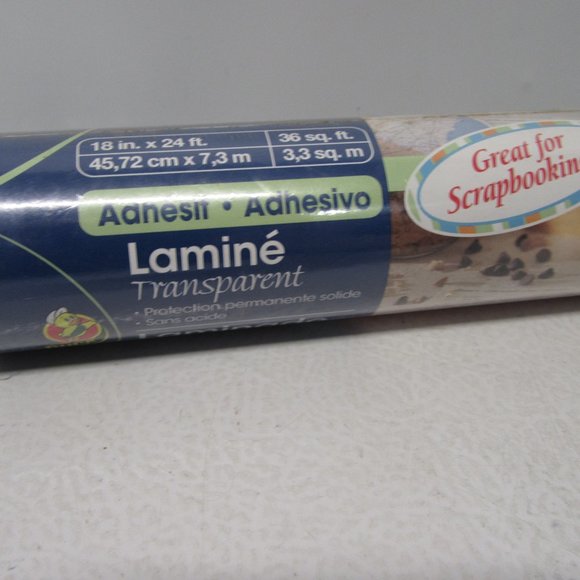 18 in. x 24 ft. 36 sq. ft.
45,72 cm x 7,3 m 3,3 sq. m
Adhésif • Adhesivo
Laminé
Transparent
• Protection permanente solide
• Sans acide
Great for
Scrapbookin